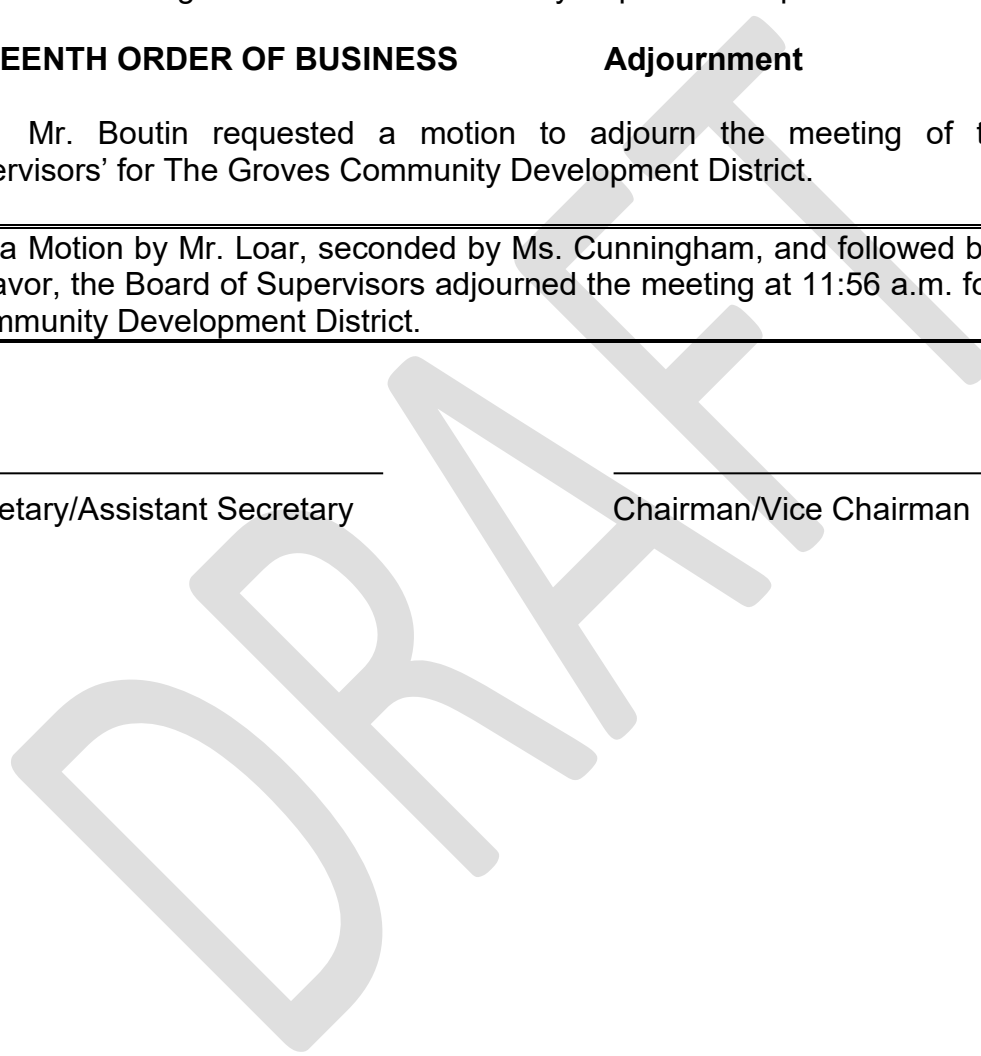 EENTH ORDER OF BUSINESS Adjournment
Mr. Boutin requested a motion to adjourn the meeting of t
ervisors’ for The Groves Community Development District.
a Motion by Mr. Loar, seconded by Ms. Cunningham, and followed b
avor, the Board of Supervisors adjourned the meeting at 11:56 a.m. fo
mmunity Development District.
etary/Assistant Secretary Chairman/Vice Chairman
DRAFT